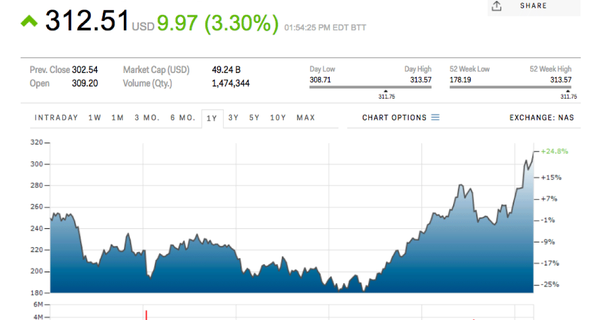 SHARE
312.51 USD 9.97 (3.30%) 01:54:25 PM EDT BTT
Prev. Close 302.54 Market Cap (USD) 49.24 B Day Low Day High 52 Week Low 52 Week High
Open 309.20 Volume (Qty.) 1,474,344 308.71 313.57 178.19 313.57
311.75 311.75
INTRADAY 1W 1M 3 MO. 6 MO. 1Y 3Y 5Y 10Y MAX CHART OPTIONS EXCHANGE: NAS
320
+24.8%
300
+15%
280
+7%
260
-1%
240
-9%
220
-17%
200
-25%
180
6M 6M
4M 4M